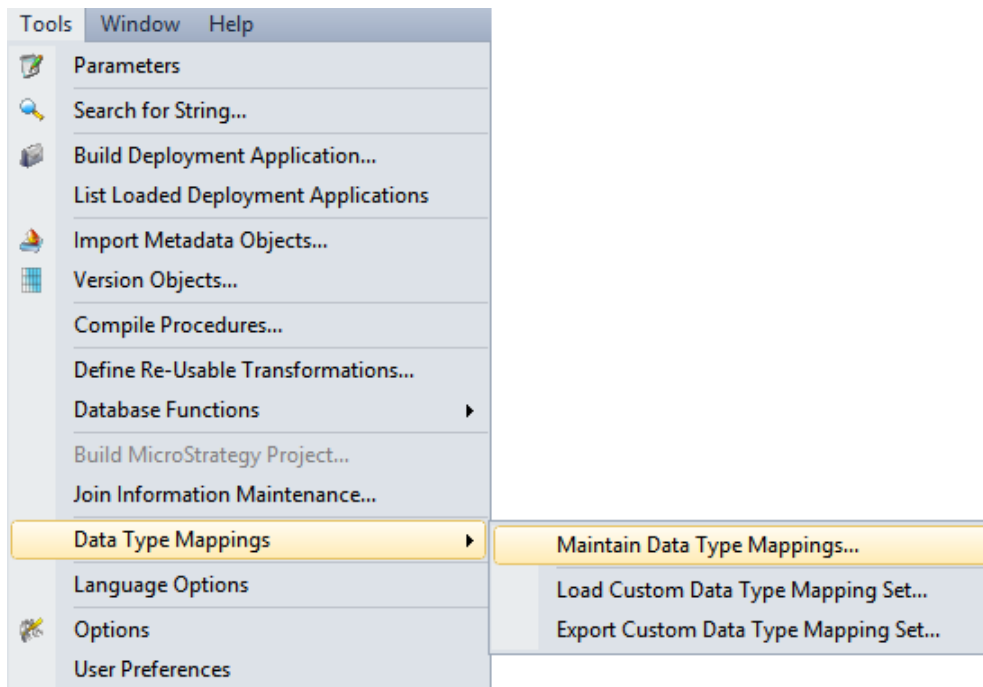 Tools Window Help
Parameters
Search for String...
Build Deployment Application...
List Loaded Deployment Applications
Import Metadata Objects...
Version Objects...
Compile Procedures...
Define Re-Usable Transformations...
Database Functions
Build MicroStrategy Project...
Join Information Maintenance...
Data Type Mappings
Maintain Data Type Mappings...
Load Custom Data Type Mapping Set...
Export Custom Data Type Mapping Set...
Language Options
Options
User Preferences